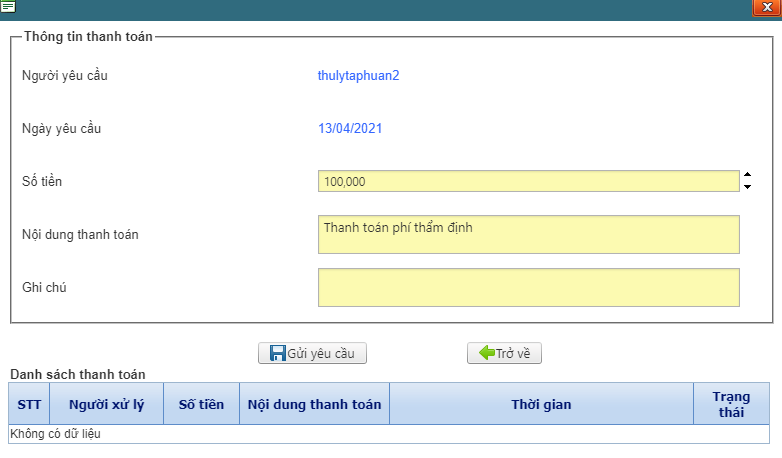 Thông tin thanh toán
Người yêu cầu thulytaphuan2
Ngày yêu cầu 13/04/2021
Số tiền 100,000
Nội dung thanh toán Thanh toán phí thẩm định
Ghi chú
Gửi yêu cầu Trở về
Danh sách thanh toán
STT Người xử lý Số tiền Nội dung thanh toán Thời gian Trạng thái
Không có dữ liệu